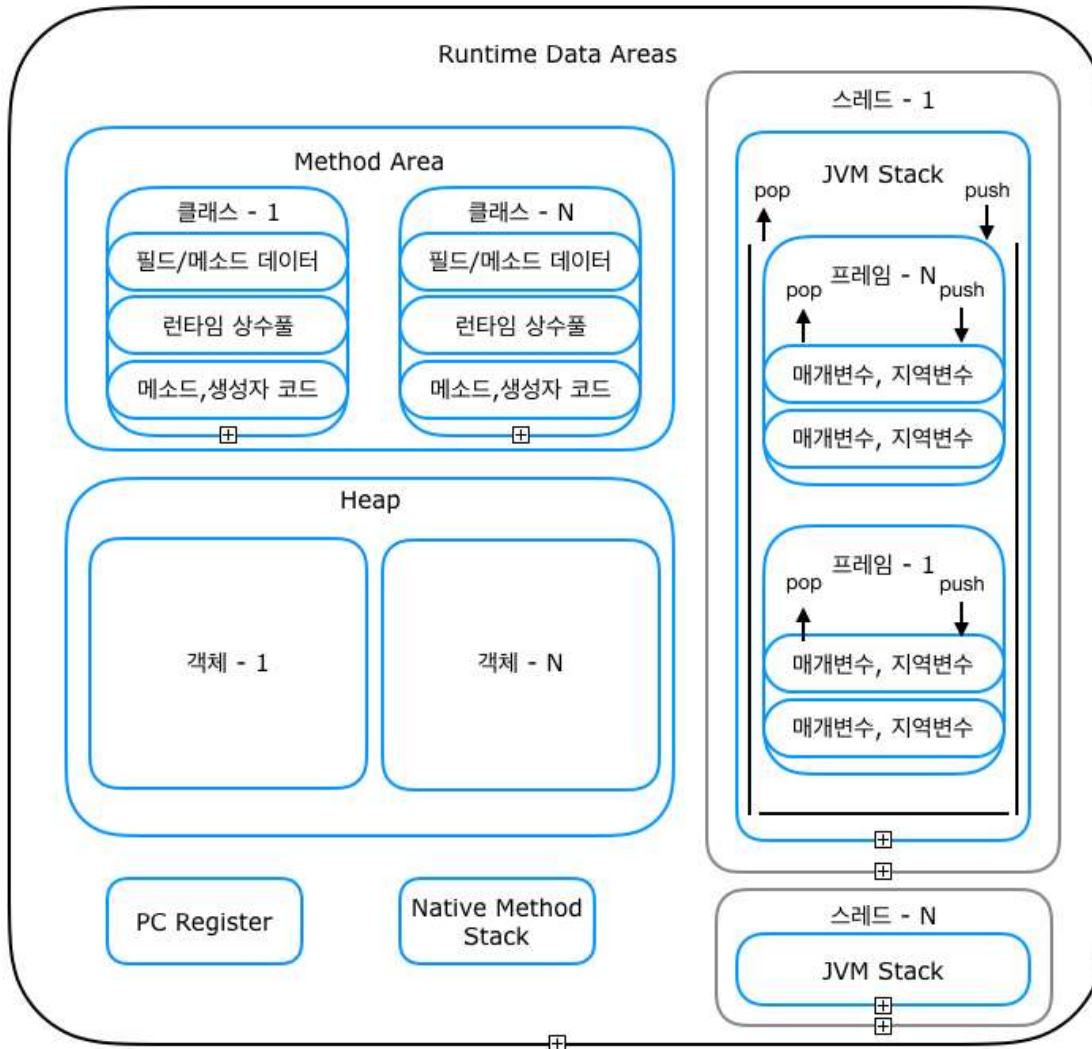 Runtime Data Areas
Method Area
클래스 - 1
필드/메소드 데이터
런타임 상수풀
메소드,생성자 코드
클래스 - N
필드/메소드 데이터
런타임 상수풀
메소드,생성자 코드
Heap
객체 - 1
객체 - N
PC Register
Native Method
Stack
스레드 - 1
JVM Stack
pop
push
프레임 - N
pop
push
매개변수, 지역변수
매개변수, 지역변수
프레임 - 1
pop
push
매개변수, 지역변수
매개변수, 지역변수
스레드 - N
JVM Stack